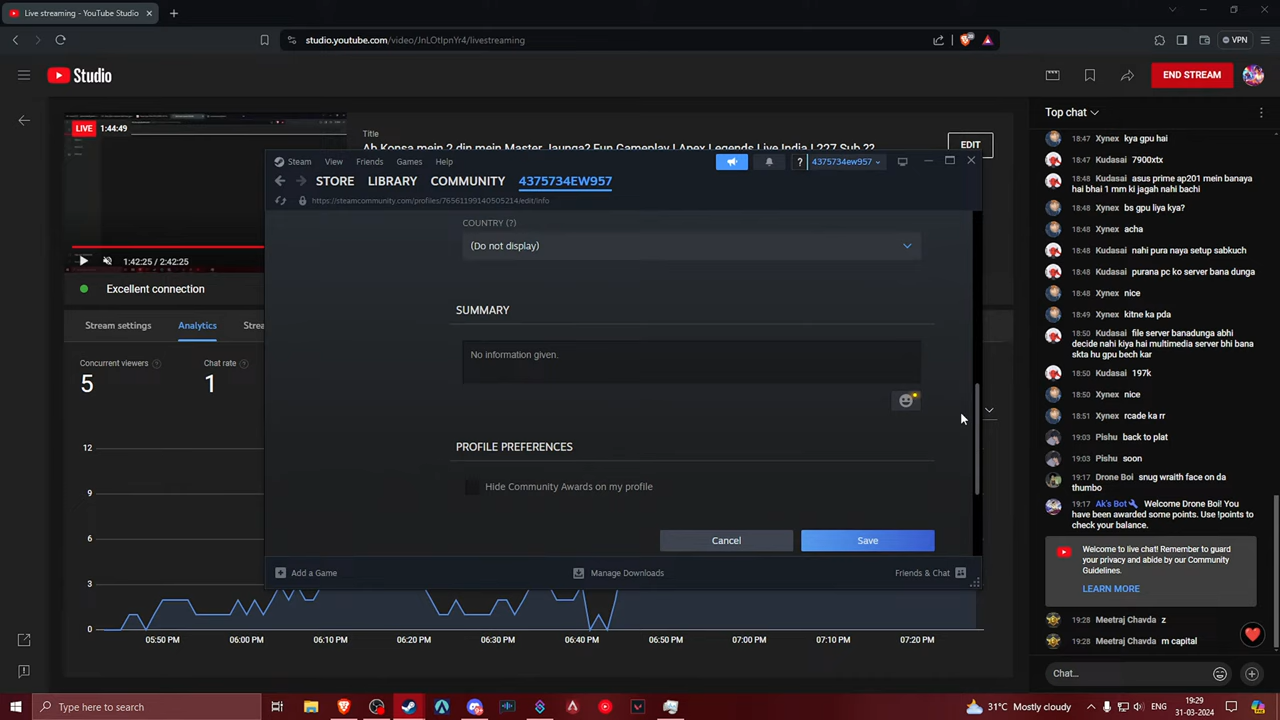 Live streaming - YouTube Studio
studio.youtube.com/video/JnLOtIpnYr4/livestreaming
VPN
Studio
END STREAM
LIVE 1:44:49
Title
Ab Konsa mein 2 din mein Master Jaunga? Fun Gameplay | Apex Legends Live India | 227 Sub ??
EDIT
1:42:25 / 2:42:25
Excellent connection
Stream settings
Analytics
Strea
Concurrent viewers
5
Chat rate
1
12
9
6
3
0
05:50 PM
06:00 PM
06:10 PM
06:20 PM
06:30 PM
06:40 PM
06:50 PM
07:00 PM
07:10 PM
07:20 PM
Steam View Friends Games Help
4375734ew957
STORE LIBRARY COMMUNITY 4375734EW957
https://steamcommunity.com/profiles/76561199140505214/edit/info
COUNTRY (?)
(Do not display)
SUMMARY
No information given.
PROFILE PREFERENCES
Hide Community Awards on my profile
Cancel
Save
Add a Game
Manage Downloads
Friends & Chat
Top chat
18:47 Xynex kya gpu hai
18:47 Kudasai 7900xtx
18:48 Kudasai asus prime ap201 mein banaya
hai bhai 1 mm ki jagah nahi bachi
18:48 Xynex bs gpu liya kya?
18:48 Xynex acha
18:48 Kudasai nahi pura naya setup sabkuch
18:48 Kudasai purana pc ko server bana dunga
18:48 Xynex nice
18:49 Xynex kitne ka pda
18:50 Kudasai file server banadunga abhi
decide nahi kiya hai multimedia server bhi bana
skta hu gpu bech kar
18:50 Kudasai 197k
18:50 Xynex nice
18:51 Xynex rcade ka rr
19:03 Pishu back to plat
19:03 Pishu soon
19:17 Drone Boi snug wraith face on da
thumbo
19:17 Ak's Bot Welcome Drone Boi! You
have been awarded some points. Use !points to
check your balance.
Welcome to live chat! Remember to guard
your privacy and abide by our Community
Guidelines.
LEARN MORE
19:28 Meetraj Chavda z
19:28 Meetraj Chavda m capital
Chat...
Type here to search
31°C Mostly cloudy
19:29
31-03-2024